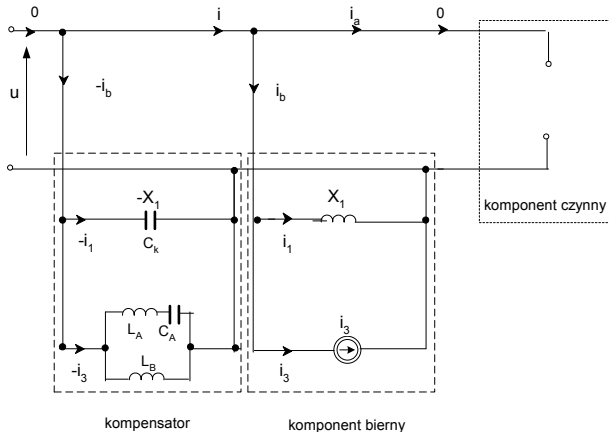 0
i
i_a
0
-i_b
i_b
u
-X_1
X_1
komponent czynny
-i_1
C_k
i_1
L_A
C_A
i_3
L_B
-i_3
i_3
kompensator
komponent bierny